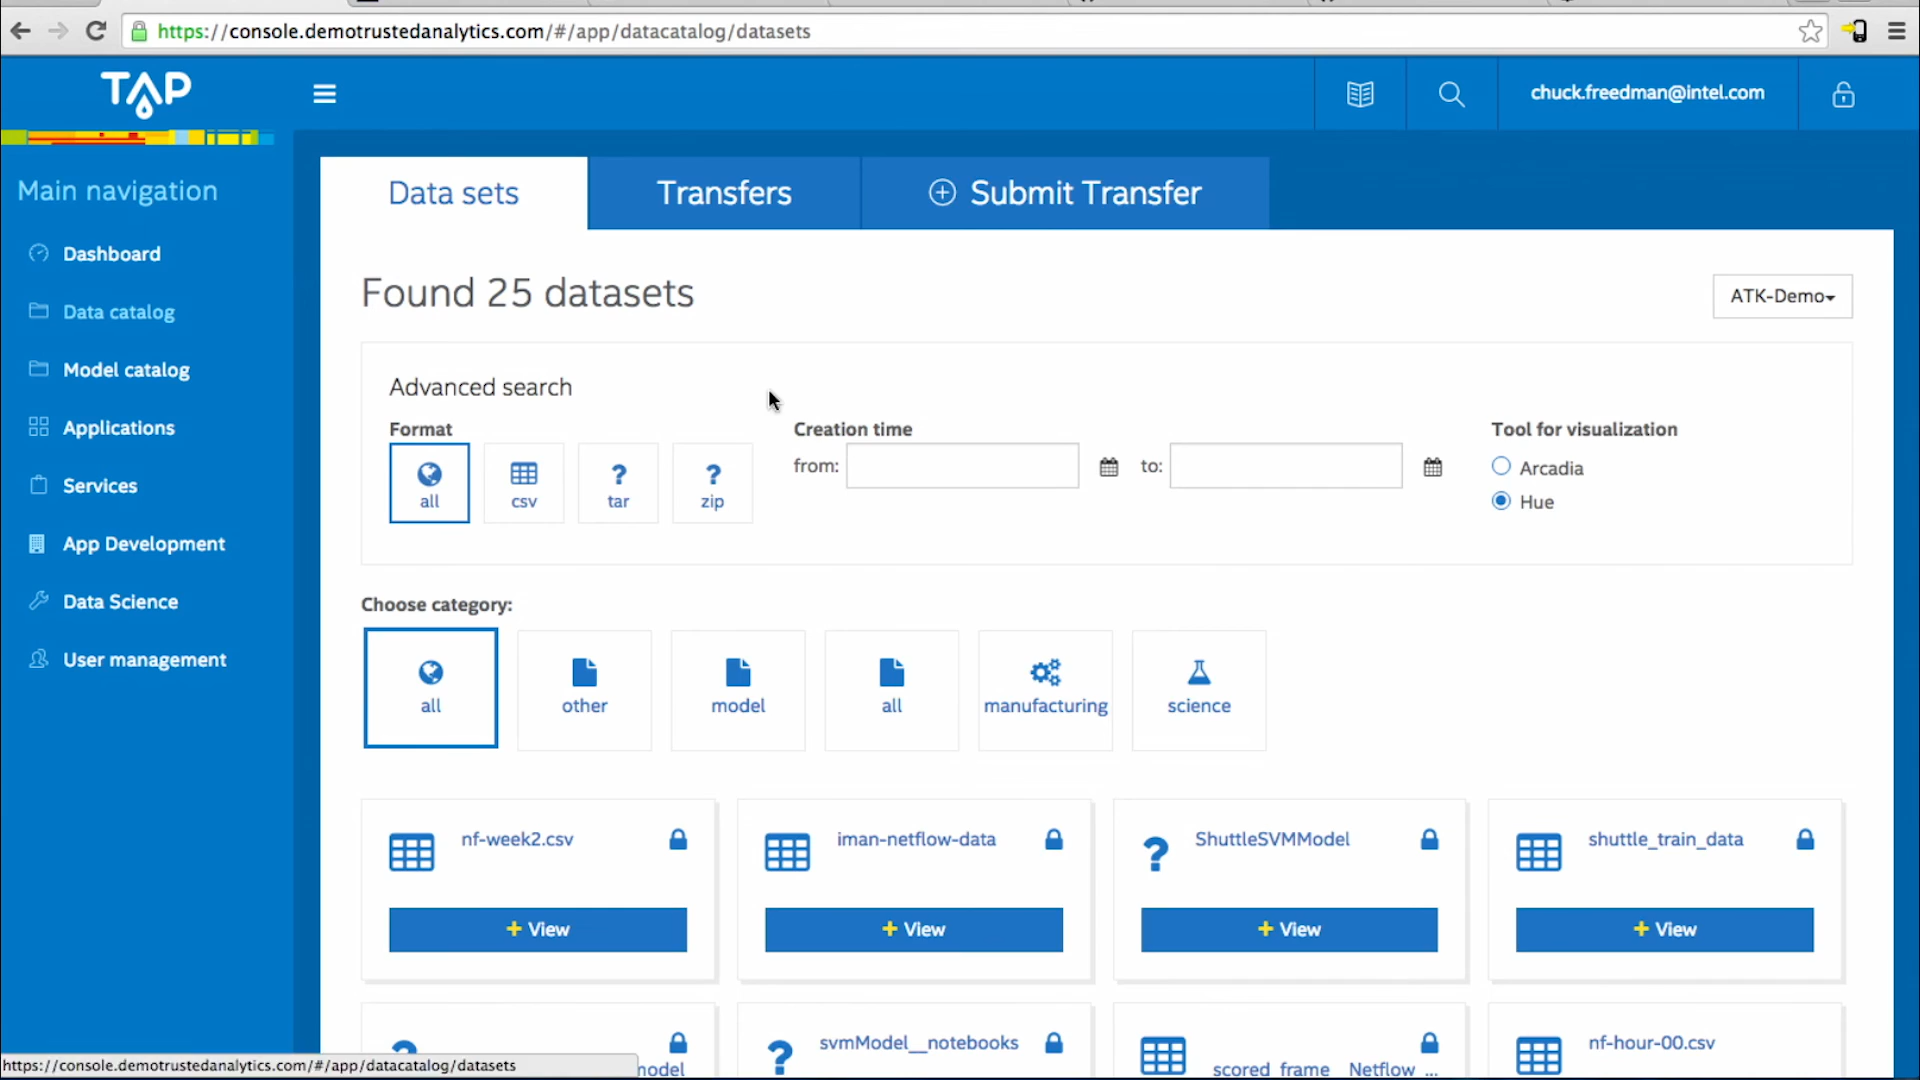 https://console.demotrustedanalytics.com/#/app/datacatalog/datasets
TAP
chuck.freedman@intel.com
Main navigation
Dashboard
Data catalog
Model catalog
Applications
Services
App Development
Data Science
User management
Data sets
Transfers
Submit Transfer
Found 25 datasets
ATK-Demo
Advanced search
Format
all
csv
? tar
? zip
Creation time
from:
to:
Tool for visualization
Arcadia
Hue
Choose category:
all
other
model
all
manufacturing
science
nf-week2.csv
+ View
iman-netflow-data
+ View
? ShuttleSVMModel
+ View
shuttle_train_data
+ View
?
model
? svmModel__notebooks
scored_frame__Netflow_...
nf-hour-00.csv
https://console.demotrustedanalytics.com/#/app/datacatalog/datasets